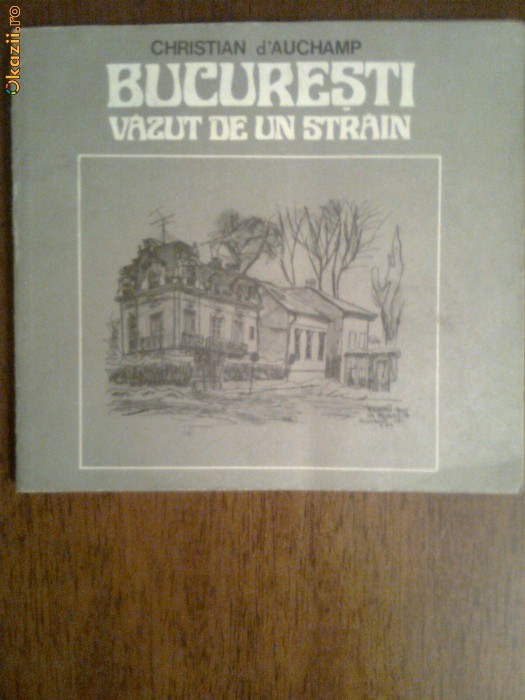 Okazii.ro
CHRISTIAN d'AUCHAMP
BUCUREȘTI
VĂZUT DE UN STRĂIN